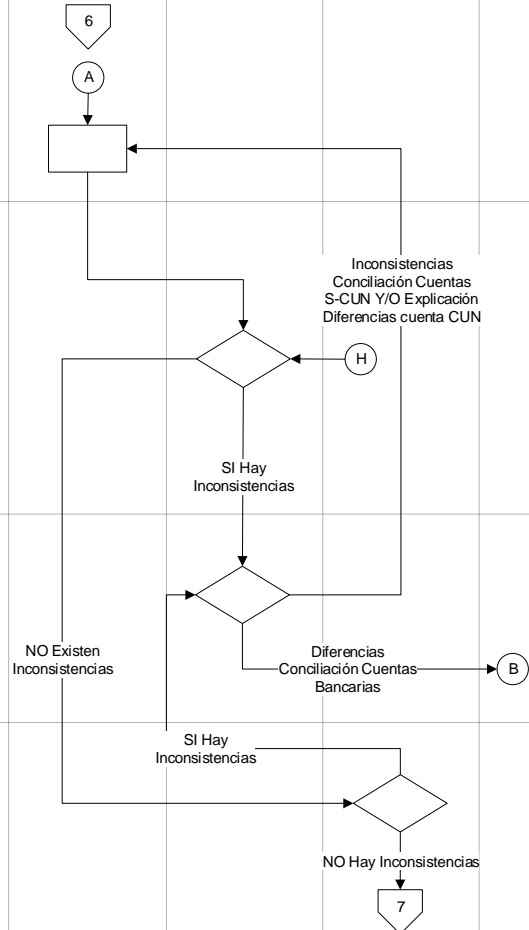 6
A
Inconsistencias
Conciliación Cuentas
S-CUN Y/O Explicación
Diferencias cuenta CUN
H
SI Hay
Inconsistencias
NO Existen
Inconsistencias
Diferencias
Conciliación Cuentas
Bancarias
B
SI Hay
Inconsistencias
NO Hay Inconsistencias
7